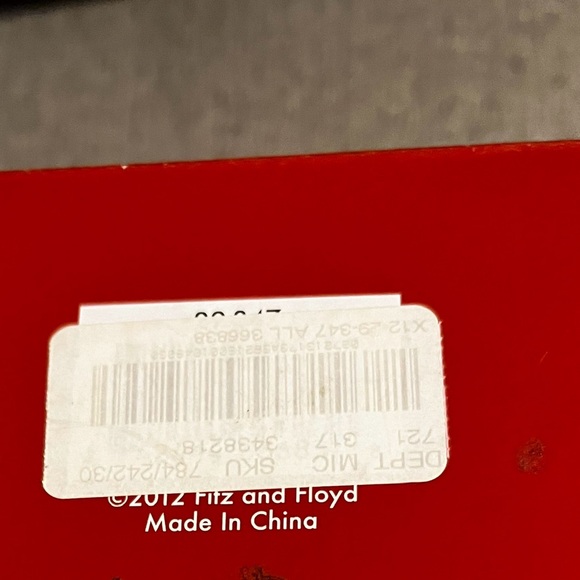 DEPT MIC SKU 784/242/30
721 317 3438218
X12 29-347 ALL 366838
©2012 Fitz and Floyd
Made In China